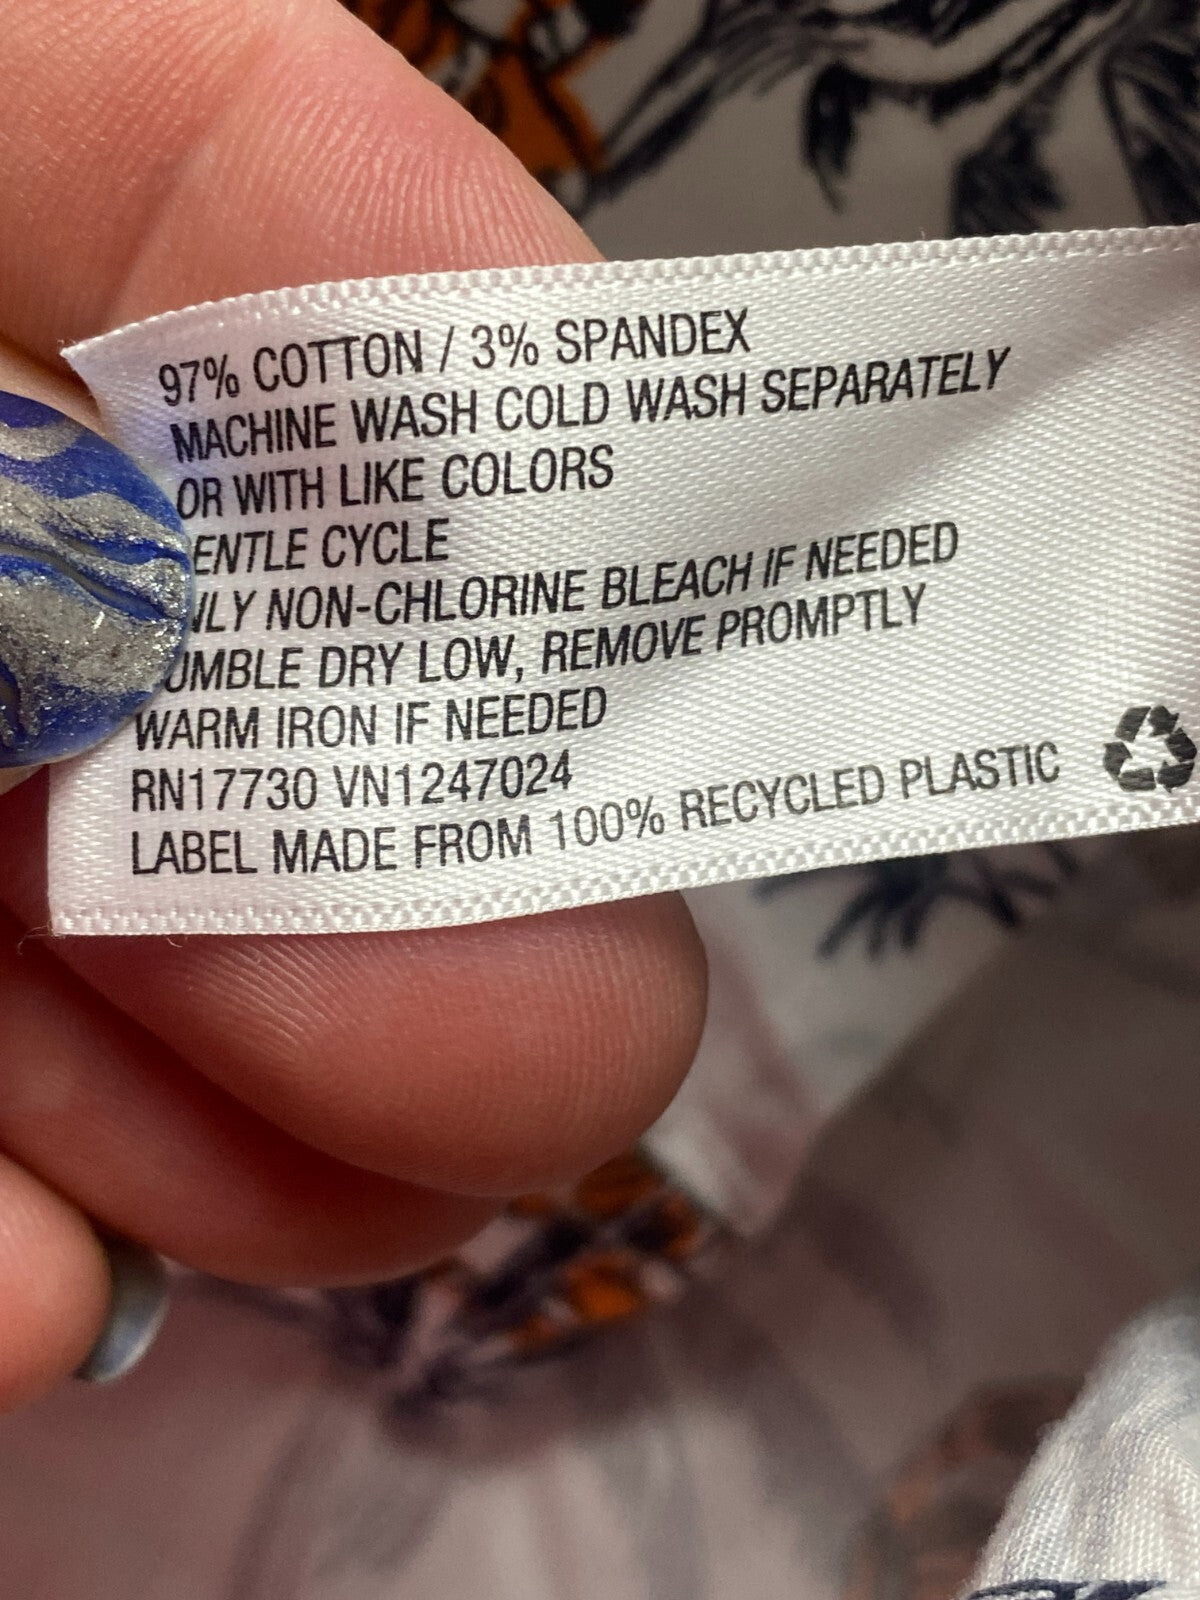 97% COTTON / 3% SPANDEX
MACHINE WASH COLD WASH SEPARATELY
OR WITH LIKE COLORS
ENTLE CYCLE
NLY NON-CHLORINE BLEACH IF NEEDED
UMBLE DRY LOW, REMOVE PROMPTLY
WARM IRON IF NEEDED
RN17730 VN1247024
LABEL MADE FROM 100% RECYCLED PLASTIC